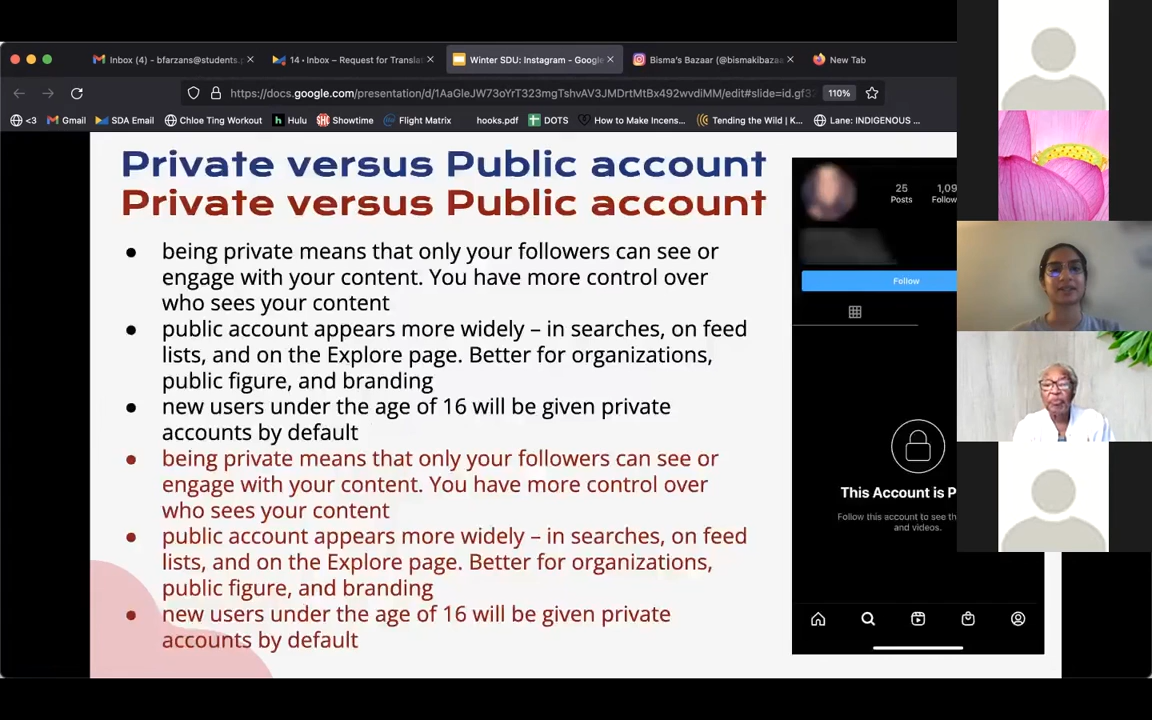 Inbox (4) - bfarzans@students.
14 · Inbox – Request for Transla
Winter SDU: Instagram - Google
Bisma's Bazaar (@bismakibazaa
New Tab
https://docs.google.com/presentation/d/1AaGleJW73oYrT323mgTshvAV3JMDrtMtBx492wvdiMM/edit#slide=id.gf3
110%
<3
Gmail
SDA Email
Chloe Ting Workout
Hulu
Showtime
Flight Matrix
hooks.pdf
DOTS
How to Make Incens...
Tending the Wild | K...
Lane: INDIGENOUS ...
Private versus Public account
Private versus Public account
• being private means that only your followers can see or
engage with your content. You have more control over
who sees your content
• public account appears more widely – in searches, on feed
lists, and on the Explore page. Better for organizations,
public figure, and branding
• new users under the age of 16 will be given private
accounts by default
• being private means that only your followers can see or
engage with your content. You have more control over
who sees your content
• public account appears more widely – in searches, on feed
lists, and on the Explore page. Better for organizations,
public figure, and branding
• new users under the age of 16 will be given private
accounts by default
25
Posts
1,09
Follow
Follow
This Account is P
Follow this account to see th
and videos.